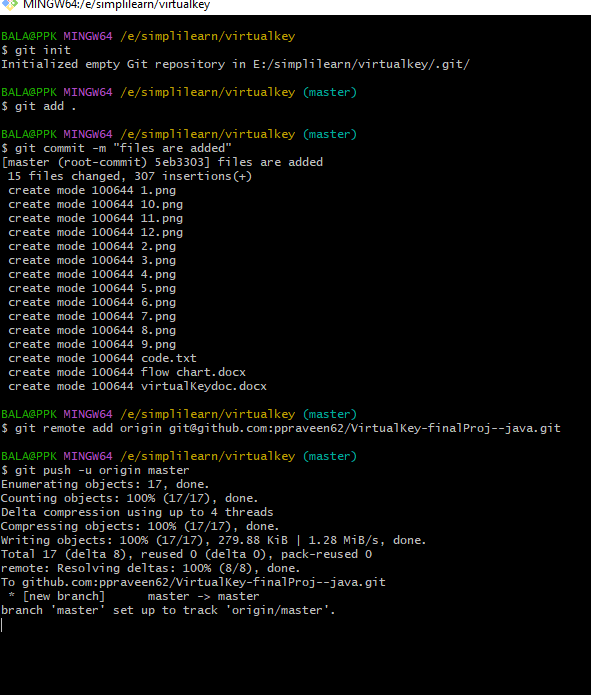 MINGW64:/e/simplilearn/virtualkey
BALA@PPK MINGW64 /e/simplilearn/virtualkey
$ git init
Initialized empty Git repository in E:/simplilearn/virtualkey/.git/
BALA@PPK MINGW64 /e/simplilearn/virtualkey (master)
$ git add .
BALA@PPK MINGW64 /e/simplilearn/virtualkey (master)
$ git commit -m "files are added"
[master (root-commit) 5eb3303] files are added
 15 files changed, 307 insertions(+)
 create mode 100644 1.png
 create mode 100644 10.png
 create mode 100644 11.png
 create mode 100644 12.png
 create mode 100644 2.png
 create mode 100644 3.png
 create mode 100644 4.png
 create mode 100644 5.png
 create mode 100644 6.png
 create mode 100644 7.png
 create mode 100644 8.png
 create mode 100644 9.png
 create mode 100644 code.txt
 create mode 100644 flow chart.docx
 create mode 100644 virtualKeydoc.docx
BALA@PPK MINGW64 /e/simplilearn/virtualkey (master)
$ git remote add origin git@github.com:ppraveen62/VirtualKey-finalProj--java.git
BALA@PPK MINGW64 /e/simplilearn/virtualkey (master)
$ git push -u origin master
Enumerating objects: 17, done.
Counting objects: 100% (17/17), done.
Delta compression using up to 4 threads
Compressing objects: 100% (17/17), done.
Writing objects: 100% (17/17), 279.88 KiB | 1.28 MiB/s, done.
Total 17 (delta 8), reused 0 (delta 0), pack-reused 0
remote: Resolving deltas: 100% (8/8), done.
To github.com:ppraveen62/VirtualKey-finalProj--java.git
 * [new branch]      master -> master
branch 'master' set up to track 'origin/master'.